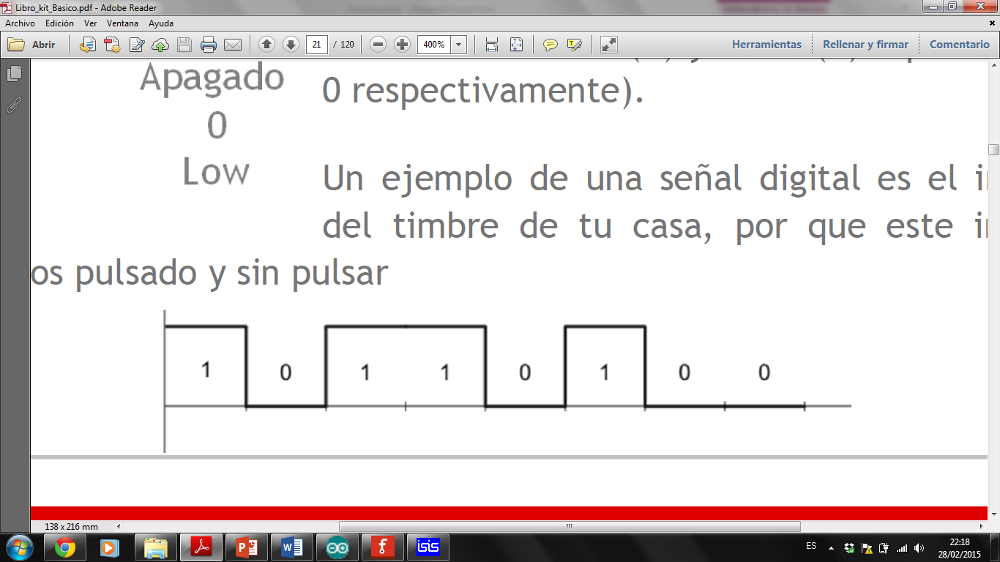 Libro_kit_Basico.pdf - Adobe Reader
Archivo Edición Ver Ventana Ayuda
Abrir 21 / 120 400% Herramientas Rellenar y firmar Comentario
Apagado
0
Low
0 respectivamente).
Un ejemplo de una señal digital es el
del timbre de tu casa, por que este
os pulsado y sin pulsar
1 0 1 1 0 1 0 0
138 x 216 mm
ES 22:18
28/02/2015
isis